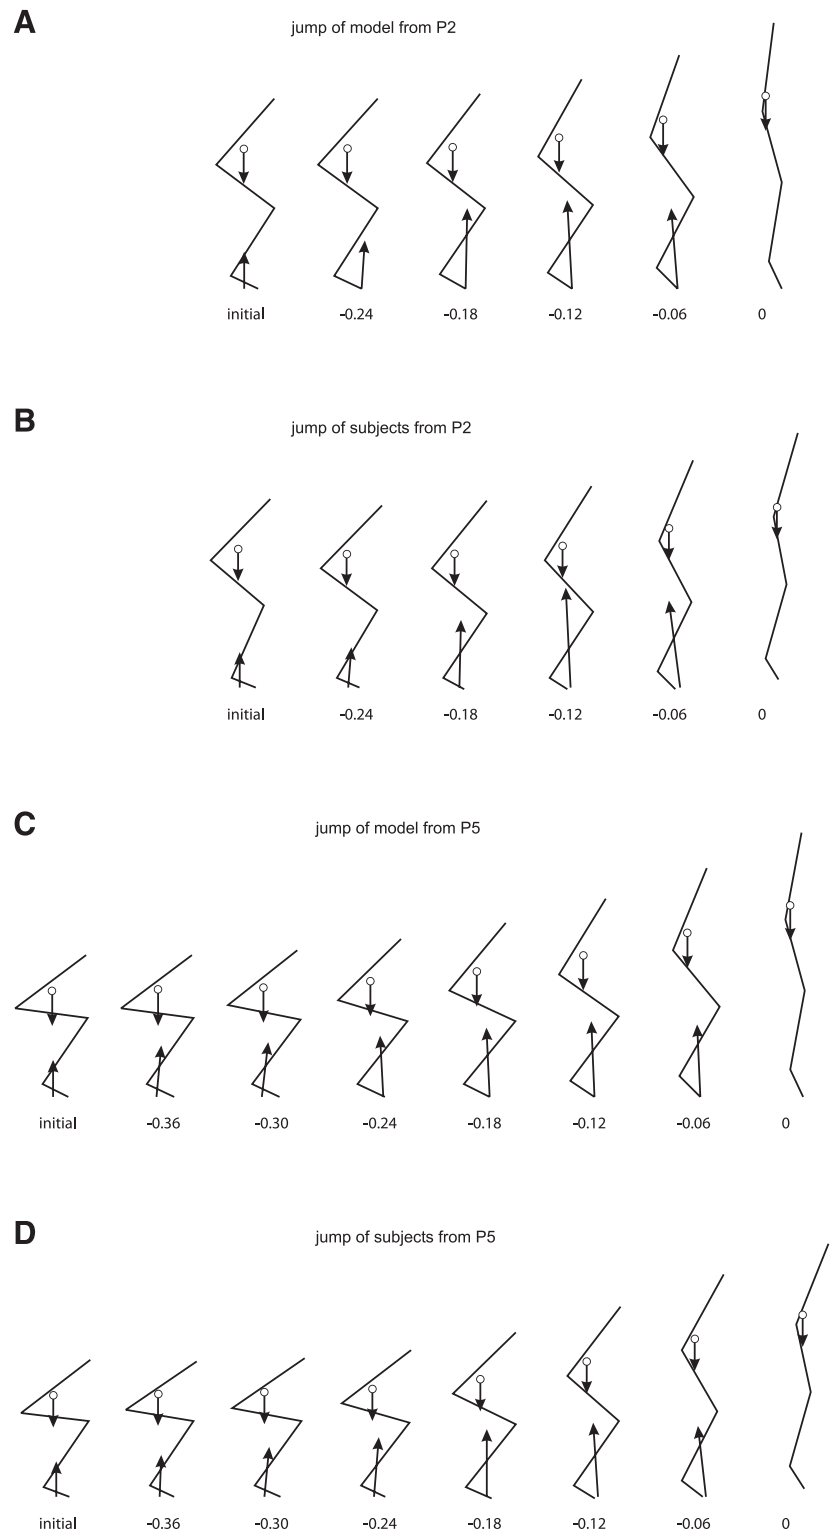 A
jump of model from P2
initial -0.24 -0.18 -0.12 -0.06 0
B
jump of subjects from P2
initial -0.24 -0.18 -0.12 -0.06 0
C
jump of model from P5
initial -0.36 -0.30 -0.24 -0.18 -0.12 -0.06 0
D
jump of subjects from P5
initial -0.36 -0.30 -0.24 -0.18 -0.12 -0.06 0